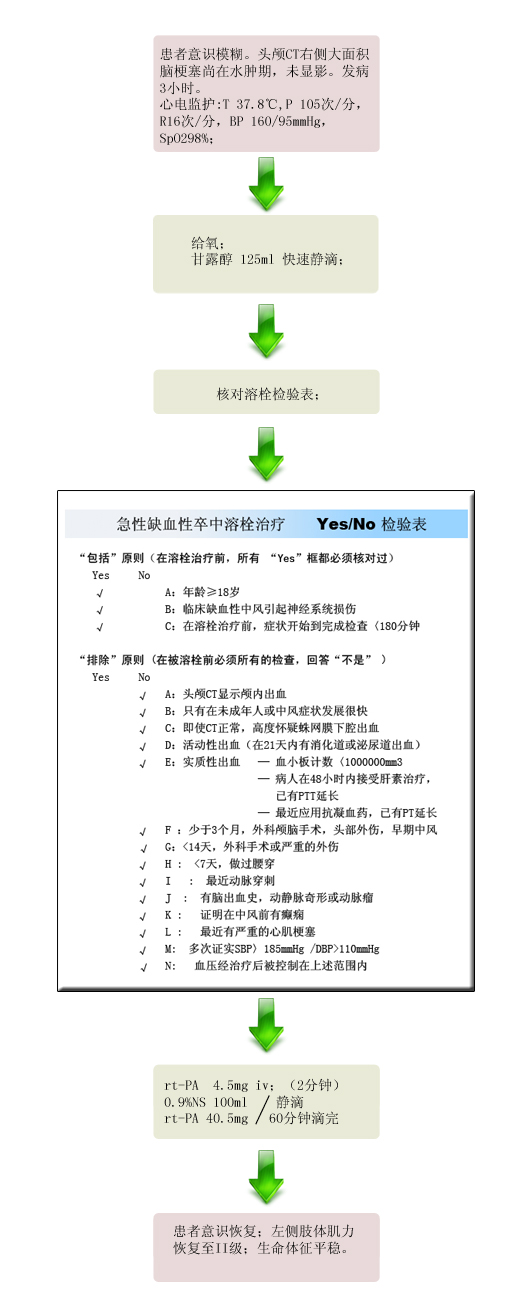 患者意识模糊。头颅CT右侧大面积
脑梗塞尚在水肿期，未显影。发病
3小时。
心电监护:T 37.8℃,P 105次/分，
R16次/分，BP 160/95mmHg，
SpO298%；
给氧；
甘露醇 125ml 快速静滴；
核对溶栓检验表；
急性缺血性卒中溶栓治疗 Yes/No 检验表
“包括”原则（在溶栓治疗前，所有 “Yes”框都必须核对过）
Yes No
√ A: 年龄≥18岁
√ B: 临床缺血性中风引起神经系统损伤
√ C: 在溶栓治疗前，症状开始到完成检查〈180分钟
“排除”原则（在被溶栓前必须所有的检查，回答“不是” ）
Yes No
√ A: 头颅CT显示颅内出血
√ B: 只有在未成年人或中风症状发展很快
√ C: 即使CT正常，高度怀疑蛛网膜下腔出血
√ D: 活动性出血（在21天内有消化道或泌尿道出血）
√ E: 实质性出血 — 血小板计数〈1000000mm3
— 病人在48小时内接受肝素治疗，
已有PTT延长
— 最近应用抗凝血药，已有PT延长
√ F : 少于3个月，外科颅脑手术，头部外伤，早期中风
√ G: <14天，外科手术或严重的外伤
√ H : <7天，做过腰穿
√ I : 最近动脉穿刺
√ J : 有脑出血史，动静脉奇形或动脉瘤
√ K : 证明在中风前有癫痫
√ L : 最近有严重的心肌梗塞
√ M: 多次证实SBP〉185mmHg /DBP>110mmHg
√ N: 血压经治疗后被控制在上述范围内
rt-PA 4.5mg iv; （2分钟）
0.9%NS 100ml / 静滴
rt-PA 40.5mg / 60分钟滴完
患者意识恢复；左侧肢体肌力
恢复至II级；生命体征平稳。